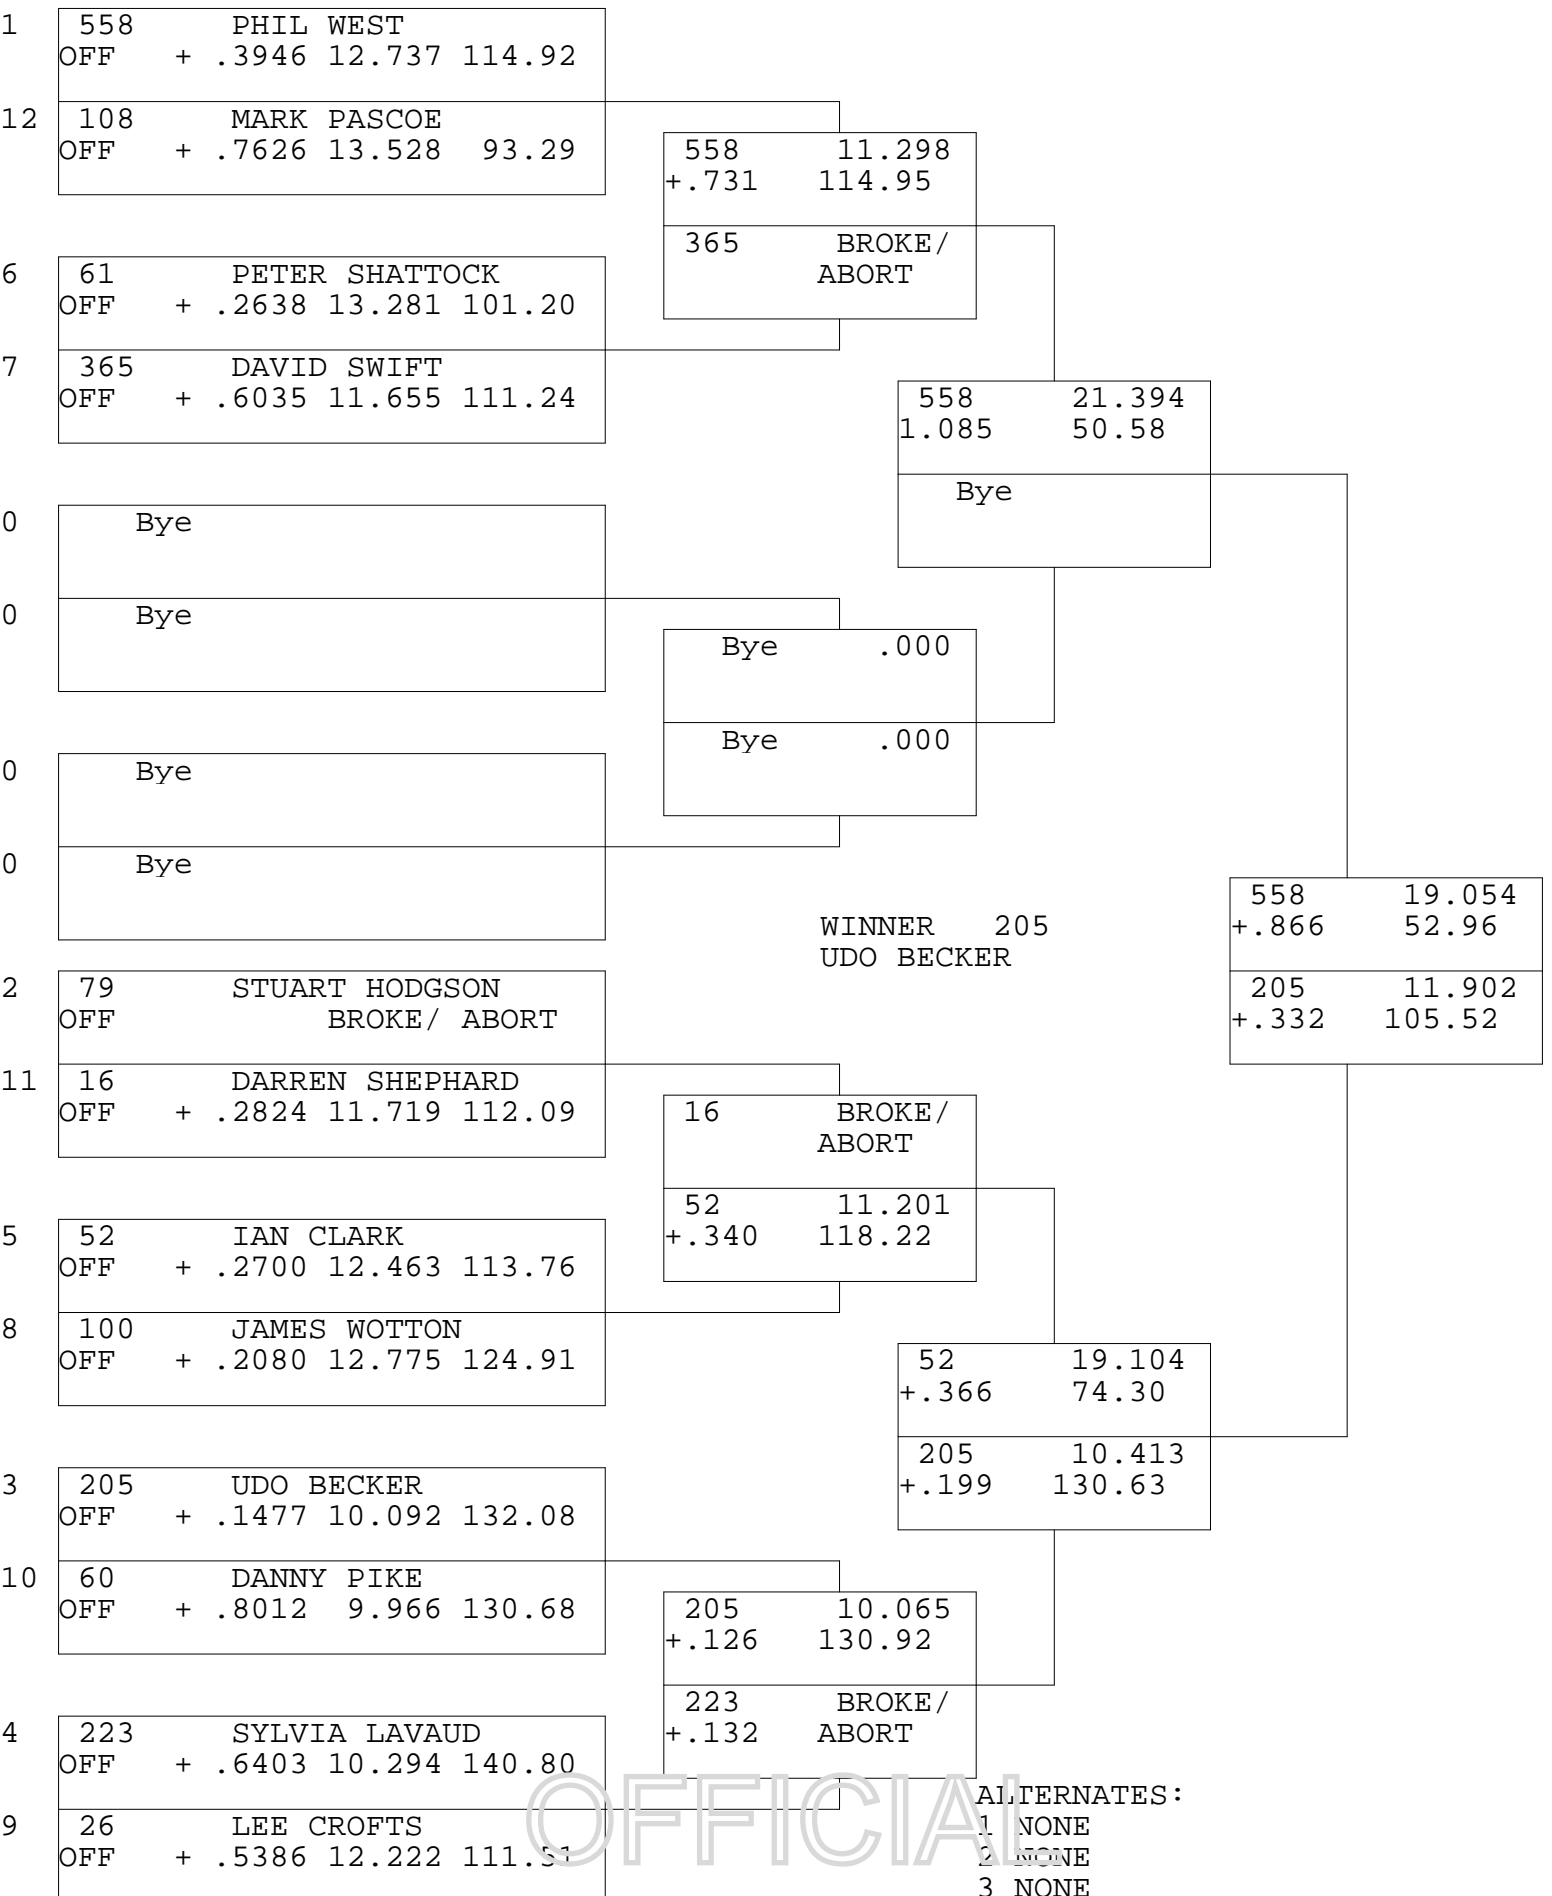 1 558 PHIL WEST
OFF + .3946 12.737 114.92
12 108 MARK PASCOE
OFF + .7626 13.528 93.29
558 11.298
+.731 114.95
365 BROKE/
ABORT
6 61 PETER SHATTOCK
OFF + .2638 13.281 101.20
7 365 DAVID SWIFT
OFF + .6035 11.655 111.24
558 21.394
1.085 50.58
Bye
0 Bye
0 Bye
Bye .000
Bye .000
0 Bye
0 Bye
WINNER 205
UDO BECKER
558 19.054
+.866 52.96
205 11.902
+.332 105.52
2 79 STUART HODGSON
OFF BROKE/ ABORT
11 16 DARREN SHEPHARD
OFF + .2824 11.719 112.09
16 BROKE/
ABORT
52 11.201
+.340 118.22
5 52 IAN CLARK
OFF + .2700 12.463 113.76
8 100 JAMES WOTTON
OFF + .2080 12.775 124.91
52 19.104
+.366 74.30
205 10.413
+.199 130.63
3 205 UDO BECKER
OFF + .1477 10.092 132.08
10 60 DANNY PIKE
OFF + .8012 9.966 130.68
205 10.065
+.126 130.92
223 BROKE/
+.132 ABORT
4 223 SYLVIA LAVAUD
OFF + .6403 10.294 140.80
9 26 LEE CROFTS
OFF + .5386 12.222 111.51
OFFICIAL
ALTERNATES:
1 NONE
2 NONE
3 NONE